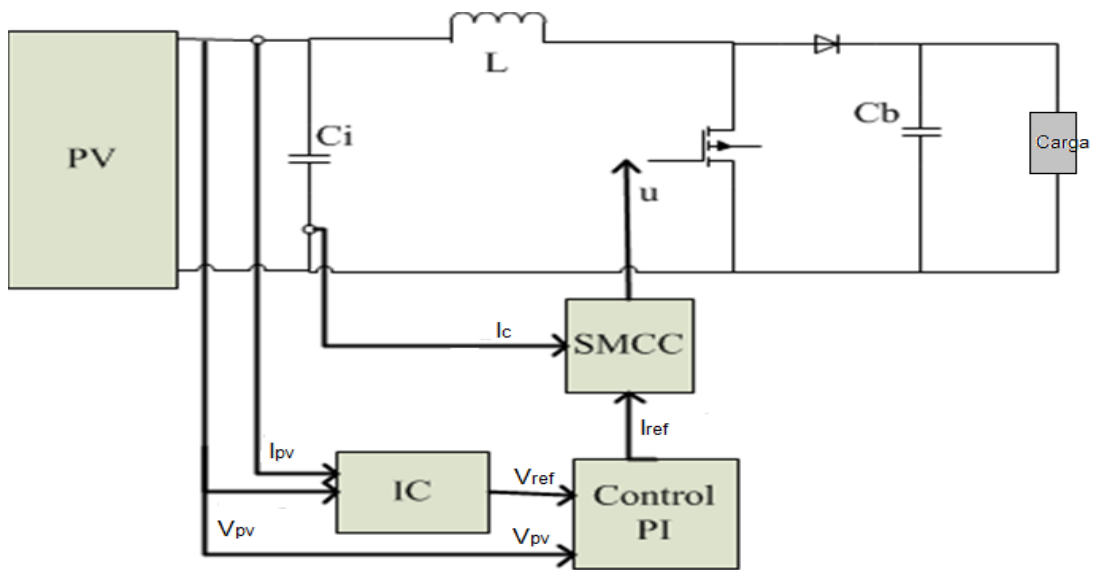 L
PV
Ci
Cb
Carga
u
Ic
SMCC
Iref
Ipv
IC
Vref
Control
PI
Vpv
Vpv